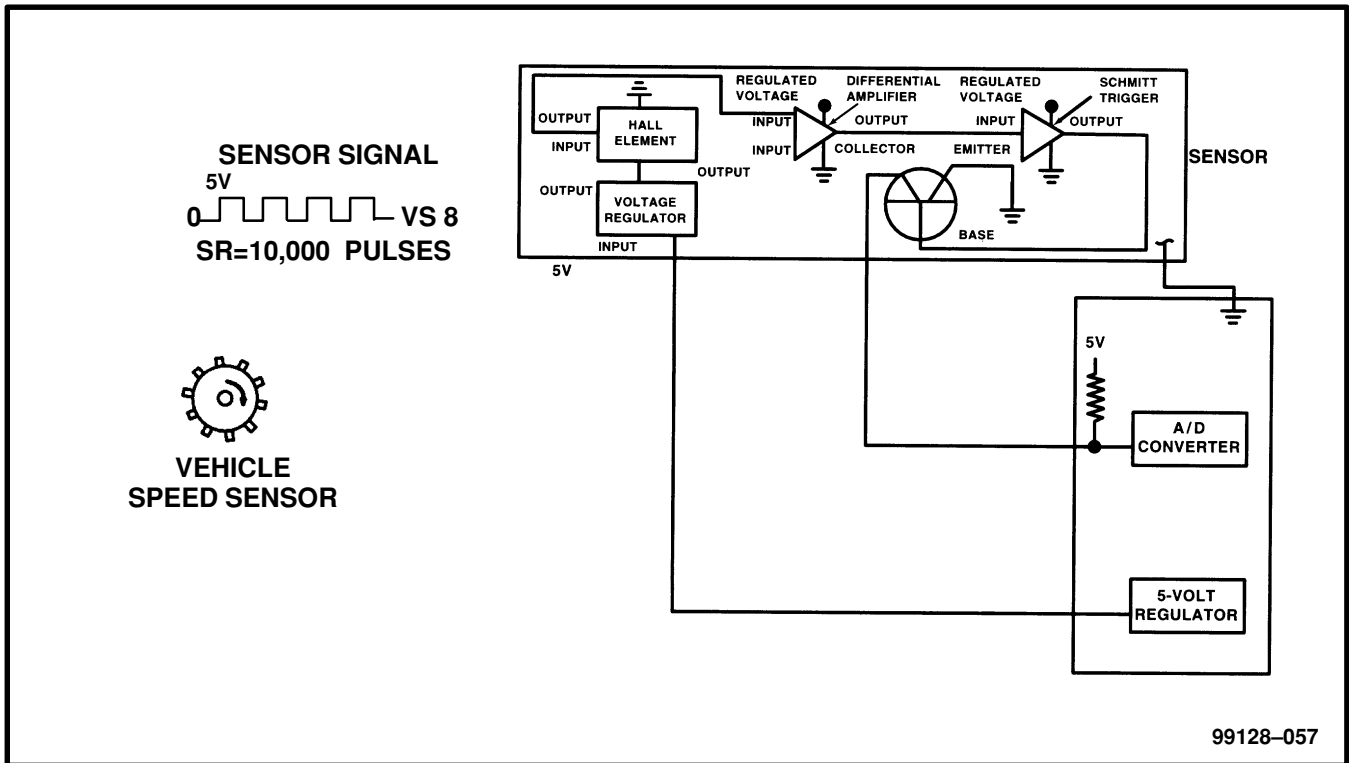 SENSOR SIGNAL
5V
0 VS 8
SR=10,000 PULSES
VEHICLE
SPEED SENSOR
REGULATED
VOLTAGE
DIFFERENTIAL
AMPLIFIER
REGULATED
VOLTAGE
SCHMITT
TRIGGER
OUTPUT
INPUT
HALL
ELEMENT
OUTPUT
OUTPUT
VOLTAGE
REGULATOR
INPUT
5V
INPUT
INPUT
OUTPUT
COLLECTOR
INPUT
EMITTER
OUTPUT
BASE
SENSOR
5V
A/D
CONVERTER
5-VOLT
REGULATOR
99128–057